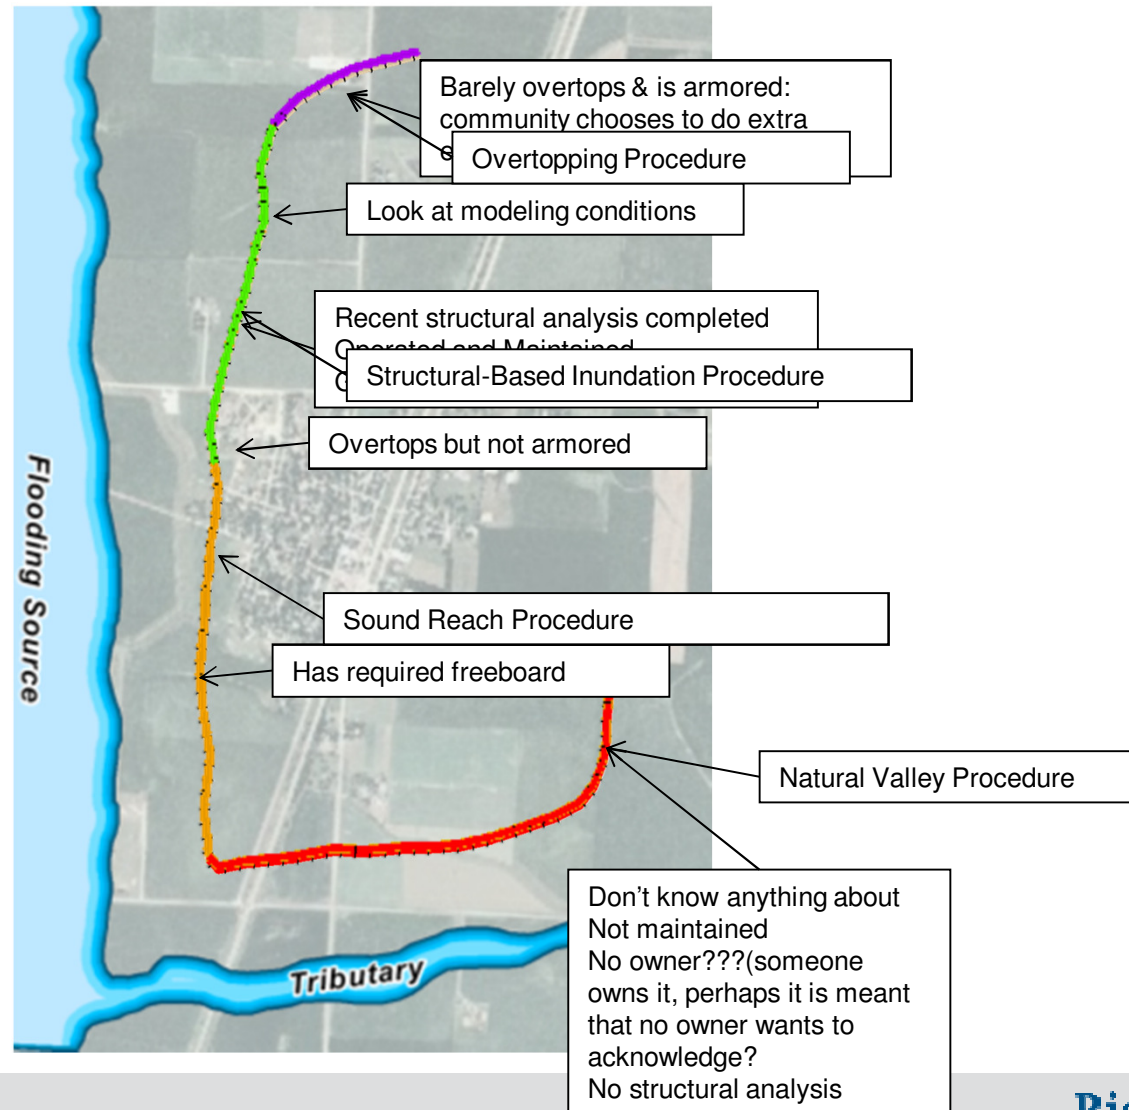 Barely overtops & is armored:
community chooses to do extra
Overtopping Procedure
Look at modeling conditions
Recent structural analysis completed
Operated and Maintained
Structural-Based Inundation Procedure
Overtops but not armored
Flooding Source
Sound Reach Procedure
Has required freeboard
Natural Valley Procedure
Don’t know anything about
Not maintained
No owner???(someone
owns it, perhaps it is meant
that no owner wants to
acknowledge?
No structural analysis
Tributary